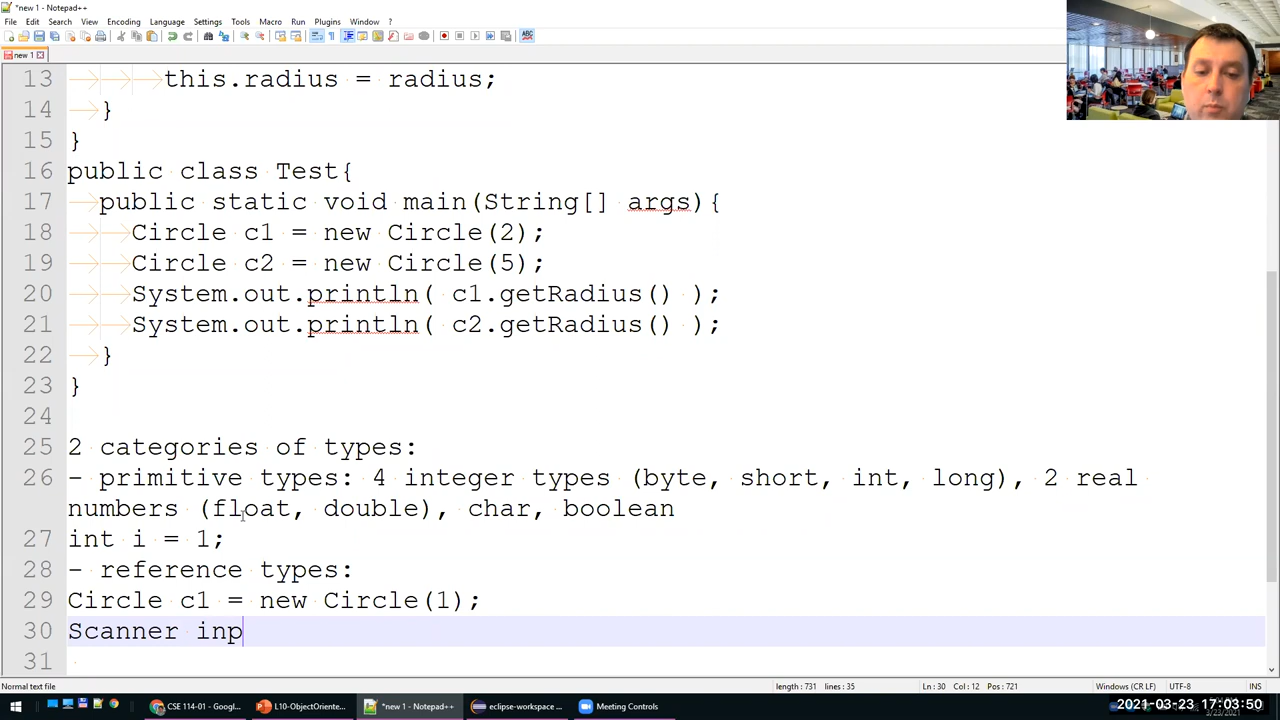 *new 1 - Notepad++
File Edit Search View Encoding Language Settings Tools Macro Run Plugins Window ?
new 1
13 this.radius = radius;
14 }
15 }
16 public class Test{
17 public static void main(String[] args){
18 Circle c1 = new Circle(2);
19 Circle c2 = new Circle(5);
20 System.out.println( c1.getRadius() );
21 System.out.println( c2.getRadius() );
22 }
23 }
24
25 2 categories of types:
26 - primitive types: 4 integer types (byte, short, int, long), 2 real
numbers (float, double), char, boolean
27 int i = 1;
28 - reference types:
29 Circle c1 = new Circle(1);
30 Scanner inp
31
Normal text file length : 731 lines : 35 Ln : 30 Col : 12 Pos : 721 Windows (CR LF) UTF-8 INS
CSE 114-01 - Googl... L10-ObjectOriente... *new 1 - Notepad++ eclipse-workspace ... Meeting Controls 2021-03-23 17:03:50